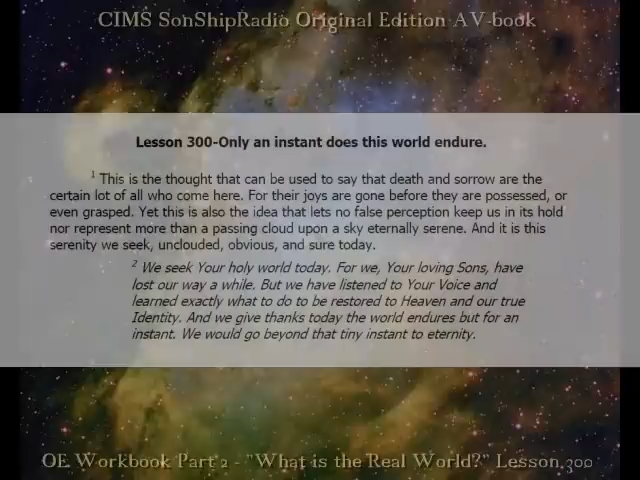 CIMS SonShipRadio Original Edition AV-book
Lesson 300-Only an instant does this world endure.
1 This is the thought that can be used to say that death and sorrow are the
certain lot of all who come here. For their joys are gone before they are possessed, or
even grasped. Yet this is also the idea that lets no false perception keep us in its hold
nor represent more than a passing cloud upon a sky eternally serene. And it is this
serenity we seek, unclouded, obvious, and sure today.
2 We seek Your holy world today. For we, Your loving Sons, have
lost our way a while. But we have listened to Your Voice and
learned exactly what to do to be restored to Heaven and our true
Identity. And we give thanks today the world endures but for an
instant. We would go beyond that tiny instant to eternity.
OE Workbook Part 2 - "What is the Real World?" Lesson 300